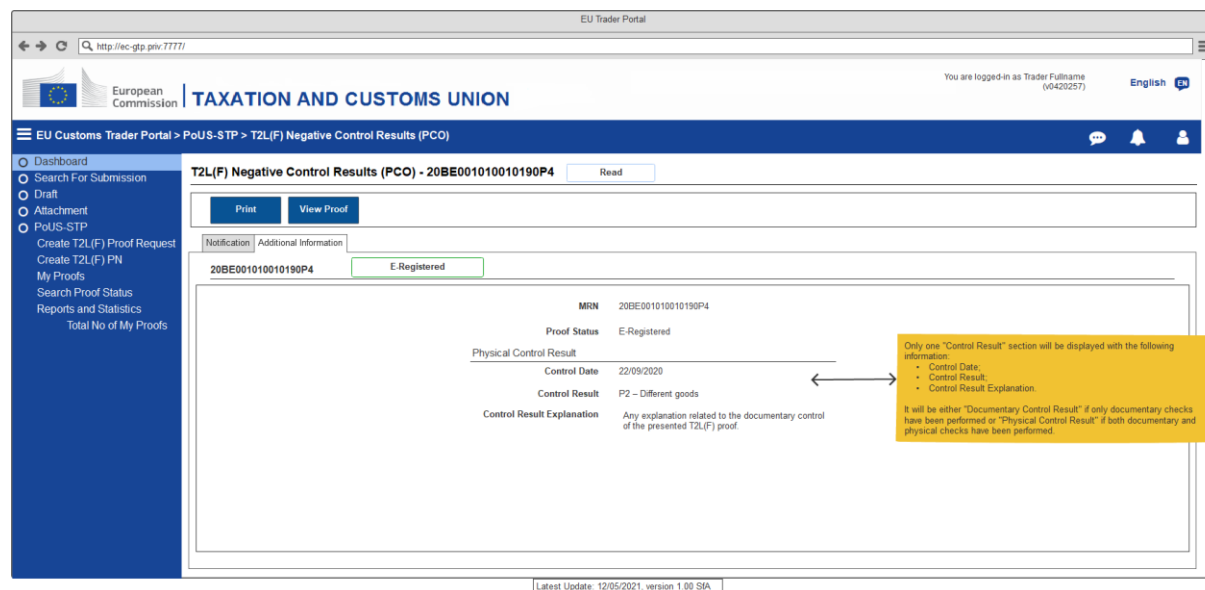 EU Trader Portal
http://ec-gtp.priv:7777/
European
Commission
TAXATION AND CUSTOMS UNION
You are logged-in as Trader Fullname
(v0420257)
English EN
EU Customs Trader Portal > PoUS-STP > T2L(F) Negative Control Results (PCO)
Dashboard
Search For Submission
Draft
Attachment
PoUS-STP
Create T2L(F) Proof Request
Create T2L(F) PN
My Proofs
Search Proof Status
Reports and Statistics
Total No of My Proofs
T2L(F) Negative Control Results (PCO) - 20BE001010010190P4 Read
Print View Proof
Notification Additional Information
20BE001010010190P4 E-Registered
MRN 20BE001010010190P4
Proof Status E-Registered
Physical Control Result
Control Date 22/09/2020
Control Result P2 – Different goods
Control Result Explanation Any explanation related to the documentary control
of the presented T2L(F) proof.
Only one "Control Result" section will be displayed with the following
information:
• Control Date;
• Control Result;
• Control Result Explanation.
It will be either "Documentary Control Result" if only documentary checks
have been performed or "Physical Control Result" if both documentary and
physical checks have been performed.
Latest Update: 12/05/2021, version 1.00 SfA